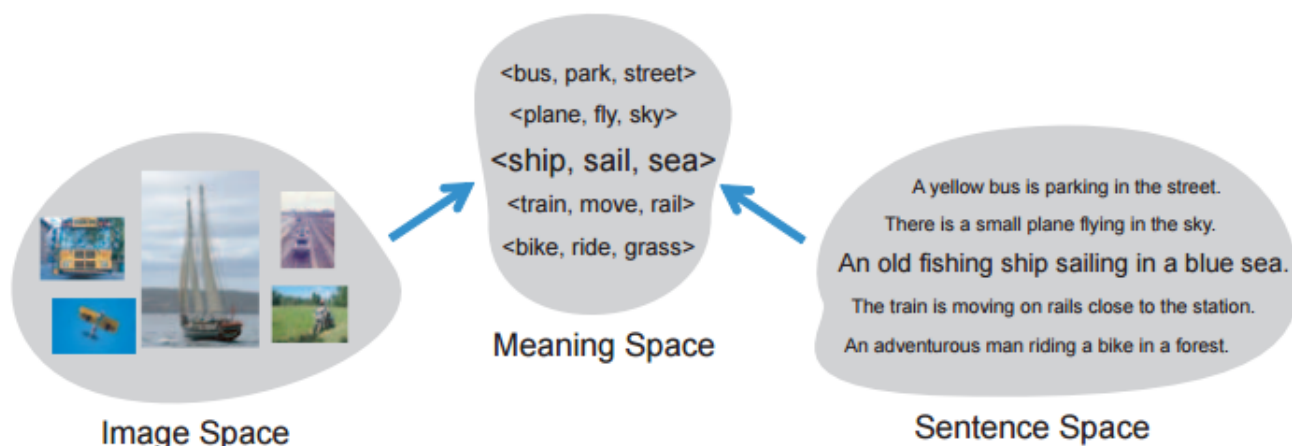 <bus, park, street>
<plane, fly, sky>
<ship, sail, sea>
<train, move, rail>
<bike, ride, grass>
Meaning Space
Image Space
A yellow bus is parking in the street.
There is a small plane flying in the sky.
An old fishing ship sailing in a blue sea.
The train is moving on rails close to the station.
An adventurous man riding a bike in a forest.
Sentence Space